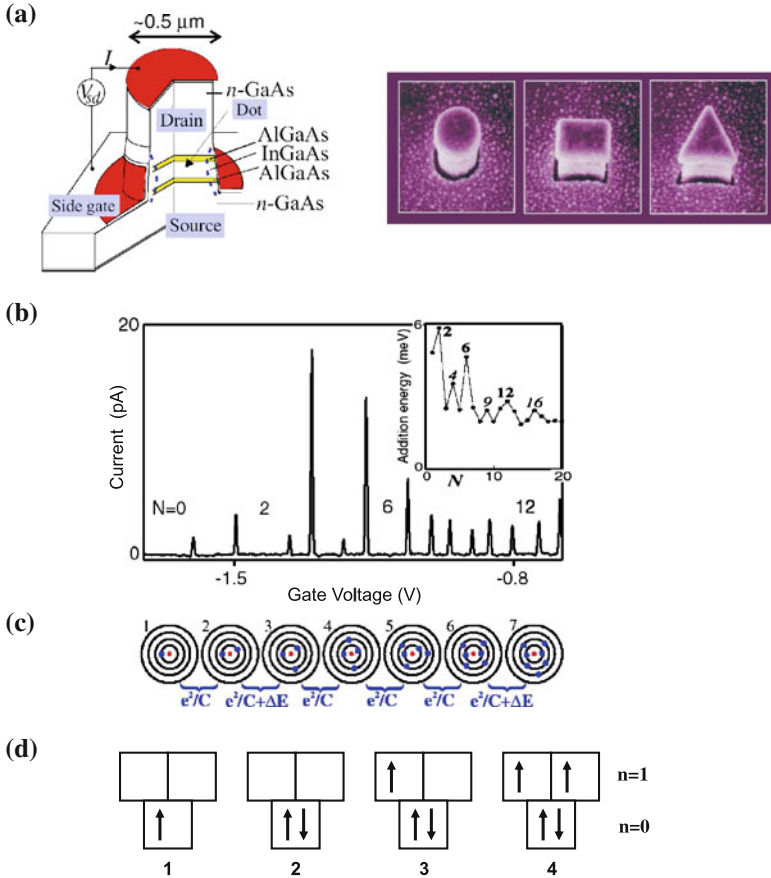 (a)
~0.5 μm
I
Vsd
n-GaAs
Drain
Dot
AlGaAs
InGaAs
AlGaAs
Side gate
n-GaAs
Source
(b)
20
Current (pA)
0
N=0
2
6
12
-1.5
-0.8
Gate Voltage (V)
6
Addition energy (meV)
0
2
4
6
9
12
16
0
N
10
20
(c)
1 2 3 4 5 6 7
e²/C e²/C+ΔE e²/C e²/C e²/C e²/C+ΔE
(d)
n=1
n=0
1 2 3 4